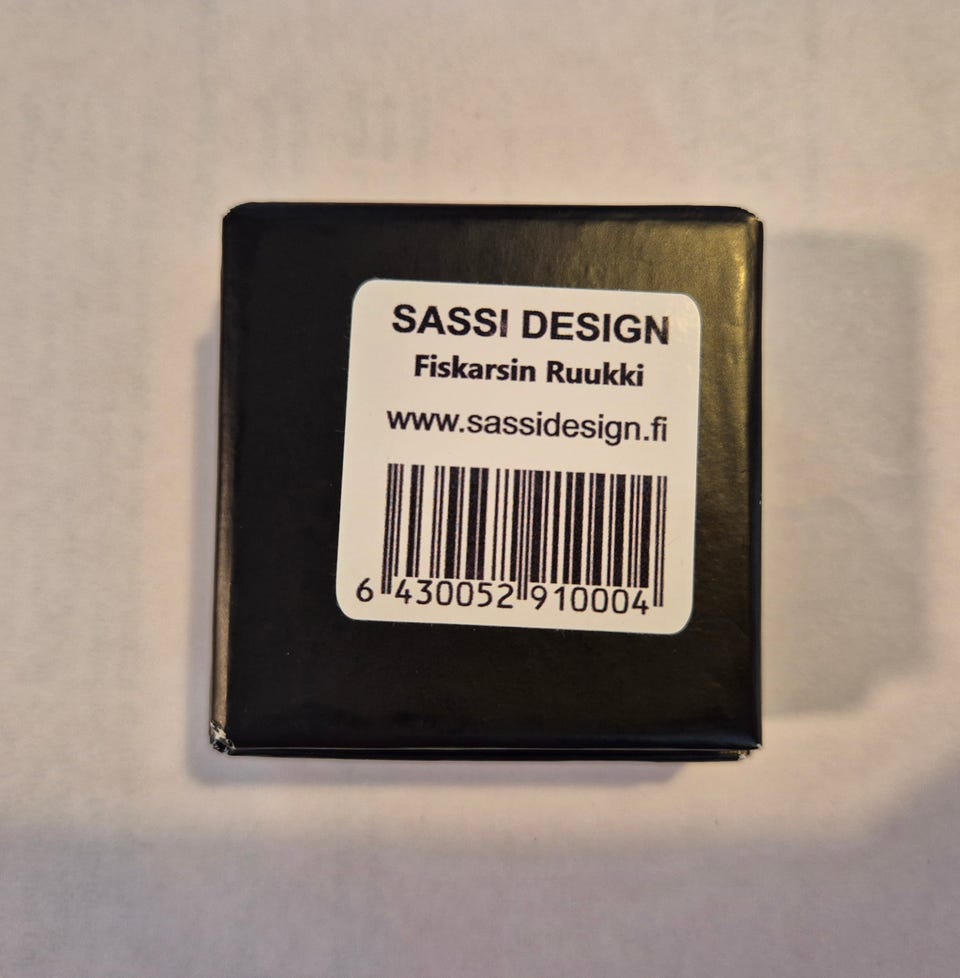 SASSI DESIGN
Fiskarsin Ruukki
www.sassidesign.fi
6 430052 910004